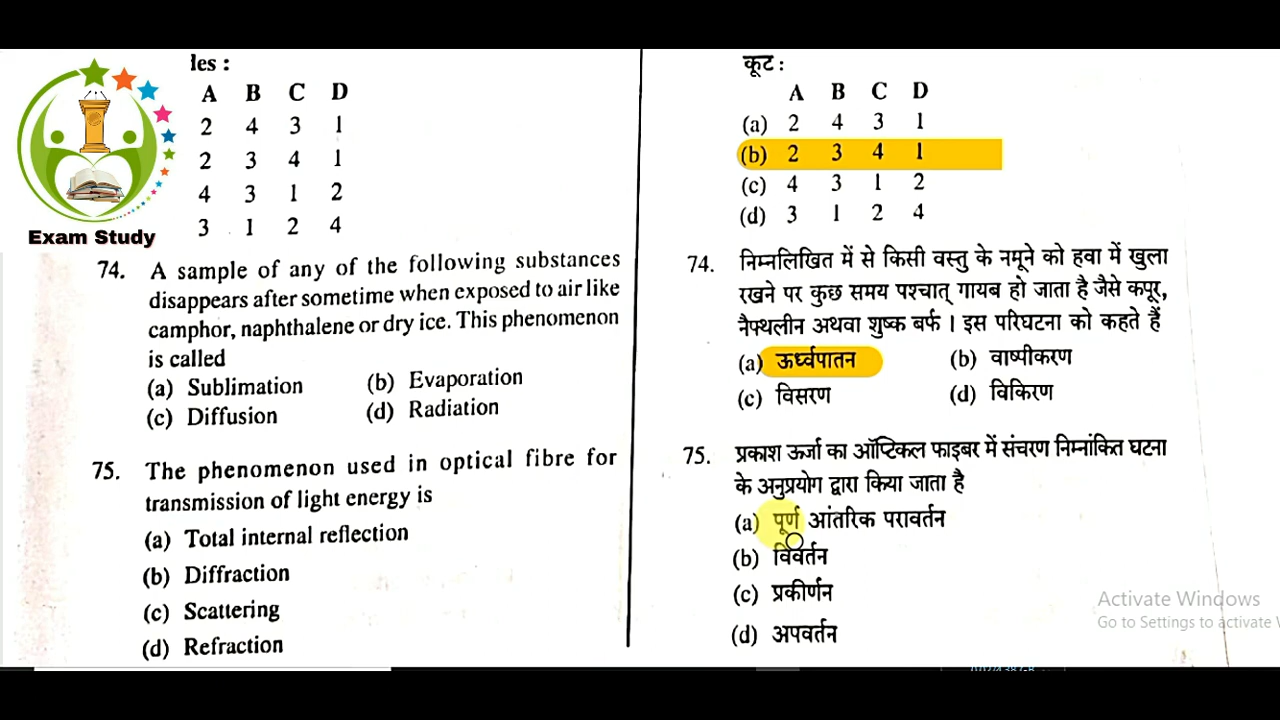 les :
A B C D
2 4 3 1
2 3 4 1
4 3 1 2
3 1 2 4
Exam Study
74. A sample of any of the following substances
disappears after sometime when exposed to air like
camphor, naphthalene or dry ice. This phenomenon
is called
(a) Sublimation (b) Evaporation
(c) Diffusion (d) Radiation
75. The phenomenon used in optical fibre for
transmission of light energy is
(a) Total internal reflection
(b) Diffraction
(c) Scattering
(d) Refraction
कूट :
A B C D
(a) 2 4 3 1
(b) 2 3 4 1
(c) 4 3 1 2
(d) 3 1 2 4
74. निम्नलिखित में से किसी वस्तु के नमूने को हवा में खुला
रखने पर कुछ समय पश्चात् गायब हो जाता है जैसे कपूर,
नैफ्थलीन अथवा शुष्क बर्फ । इस परिघटना को कहते हैं
(a) ऊर्ध्वपातन (b) वाष्पीकरण
(c) विसरण (d) विकिरण
75. प्रकाश ऊर्जा का ऑप्टिकल फाइबर में संचरण निम्नांकित घटना
के अनुप्रयोग द्वारा किया जाता है
(a) पूर्ण आंतरिक परावर्तन
(b) विवर्तन
(c) प्रकीर्णन
(d) अपवर्तन
Activate Windows
Go to Settings to activate